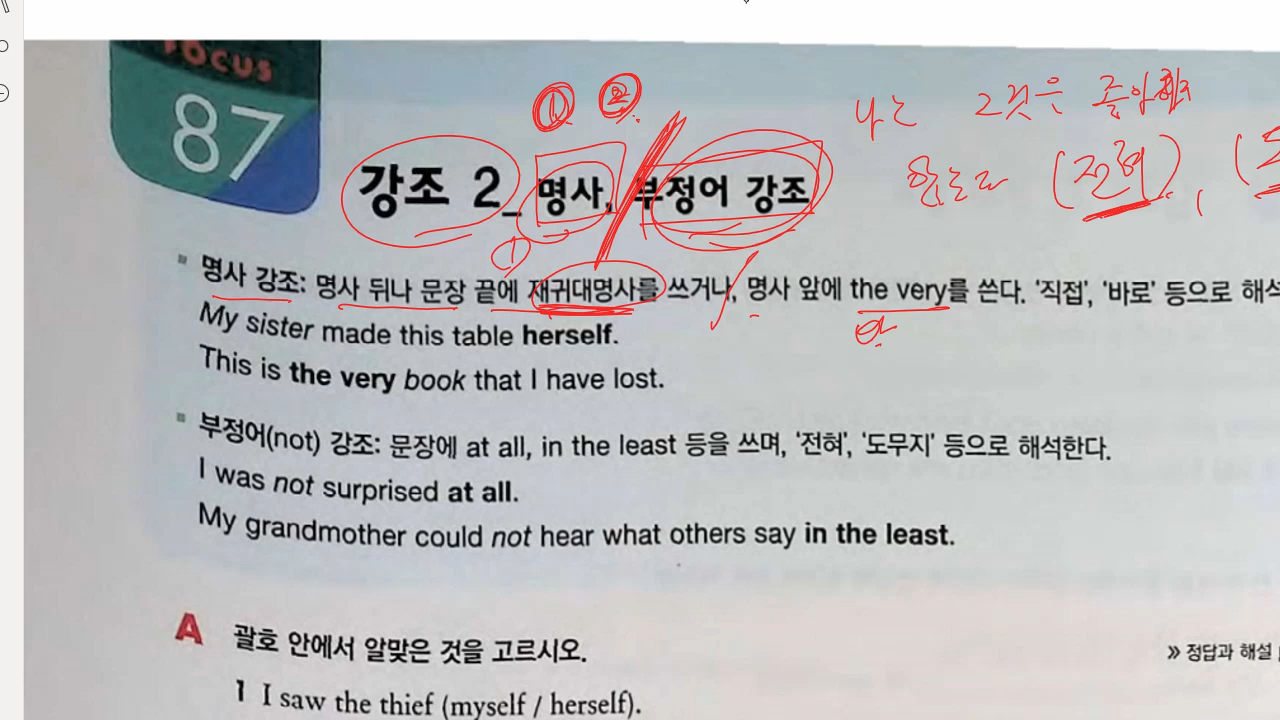 Focus
87
① ②
나는 그것은 좋아하지
않는다 (전혀),
강조 2_ 명사, 부정어 강조
①
명사 강조: 명사 뒤나 문장 끝에 재귀대명사를 쓰거나, 명사 앞에 the very를 쓴다. '직접', '바로' 등으로 해석
앞
My sister made this table herself.
This is the very book that I have lost.
부정어(not) 강조: 문장에 at all, in the least 등을 쓰며, '전혀', '도무지' 등으로 해석한다.
I was not surprised at all.
My grandmother could not hear what others say in the least.
A 괄호 안에서 알맞은 것을 고르시오.
» 정답과 해설
1 I saw the thief (myself / herself).